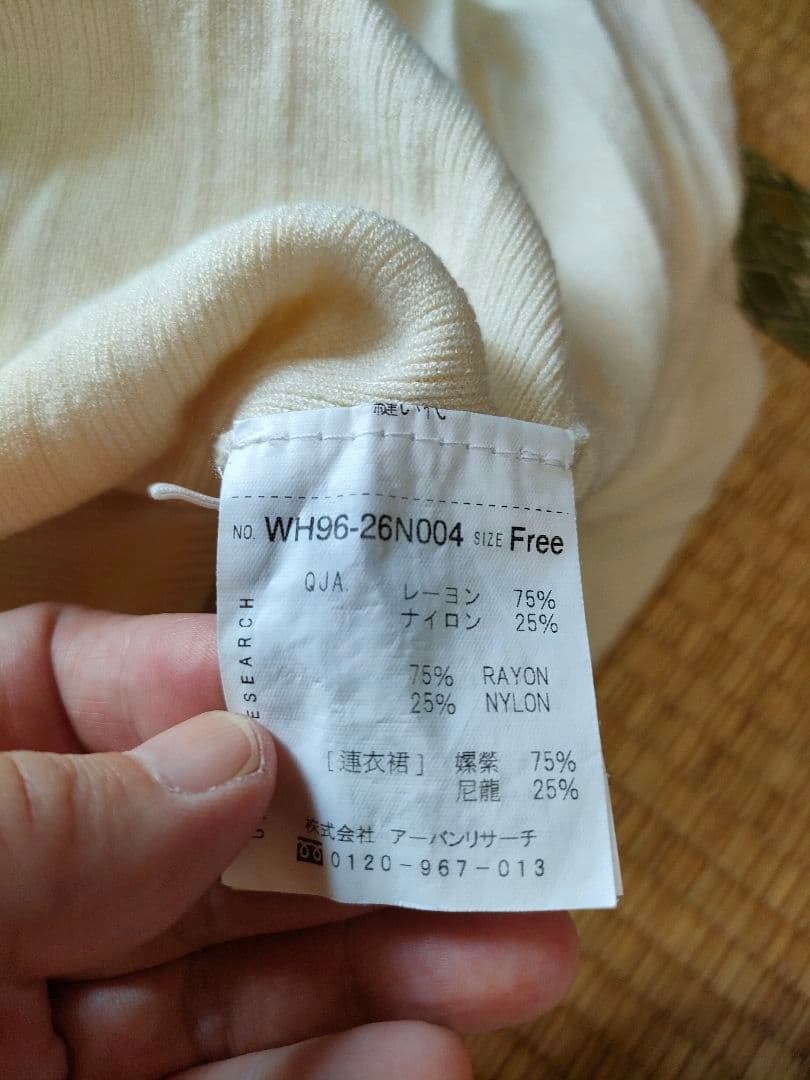 縫い代
NO. WH96-26N004 SIZE Free
QJA. レーヨン 75%
ナイロン 25%
75% RAYON
25% NYLON
[連衣裙] 嫘縈 75%
尼龍 25%
株式会社 アーバンリサーチ
0120-967-013
ESEARCH